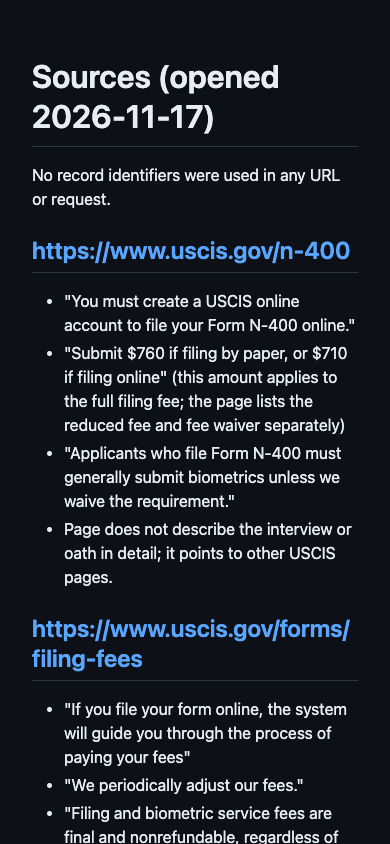 Sources (opened
2026-11-17)
No record identifiers were used in any URL
or request.
https://www.uscis.gov/n-400
• "You must create a USCIS online
account to file your Form N-400 online."
• "Submit $760 if filing by paper, or $710
if filing online" (this amount applies to
the full filing fee; the page lists the
reduced fee and fee waiver separately)
• "Applicants who file Form N-400 must
generally submit biometrics unless we
waive the requirement."
• Page does not describe the interview or
oath in detail; it points to other USCIS
pages.
https://www.uscis.gov/forms/
filing-fees
• "If you file your form online, the system
will guide you through the process of
paying your fees"
• "We periodically adjust our fees."
• "Filing and biometric service fees are
final and nonrefundable, regardless of